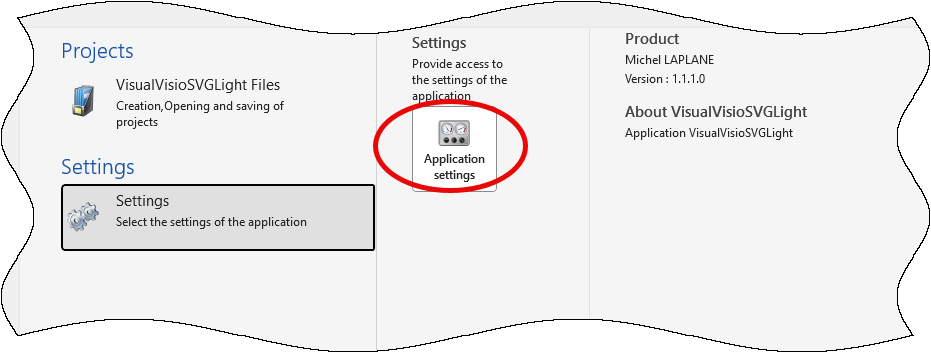 Projects
VisualVisioSVGLight Files
Creation,Opening and saving of
projects
Settings
Settings
Select the settings of the application
Settings
Provide access to
the settings of the
application
Application
settings
Product
Michel LAPLANE
Version : 1.1.1.0
About VisualVisioSVGLight
Application VisualVisioSVGLight